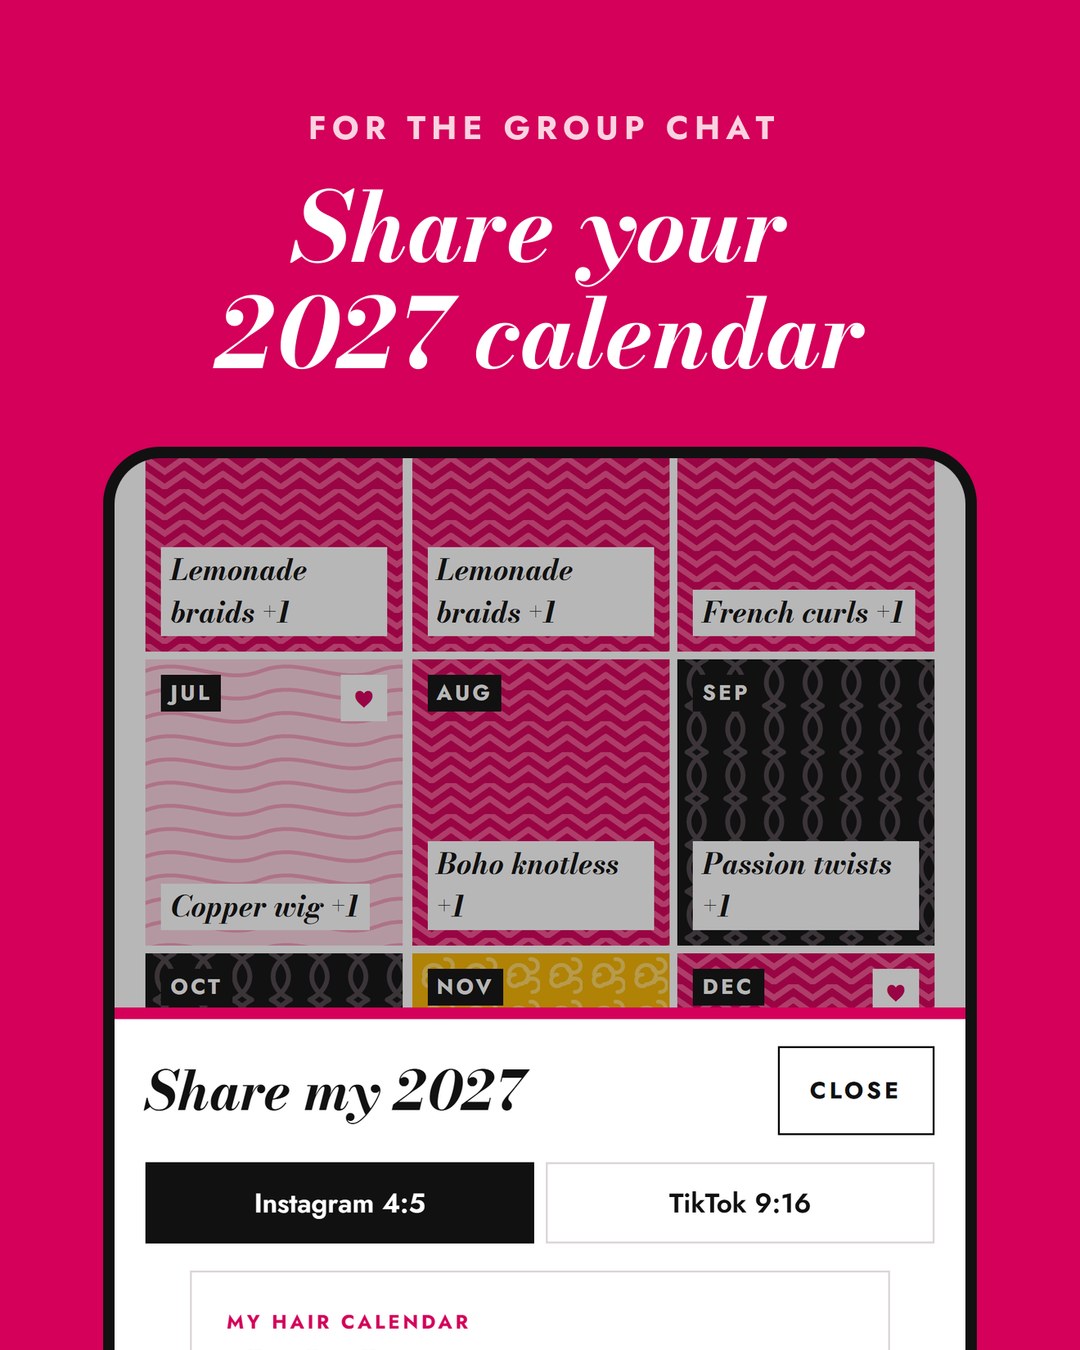 FOR THE GROUP CHAT
Share your
2027 calendar
Lemonade
braids +1
Lemonade
braids +1
French curls +1
JUL
AUG
SEP
Copper wig +1
Boho knotless
+1
Passion twists
+1
OCT
NOV
DEC
Share my 2027
CLOSE
Instagram 4:5
TikTok 9:16
MY HAIR CALENDAR